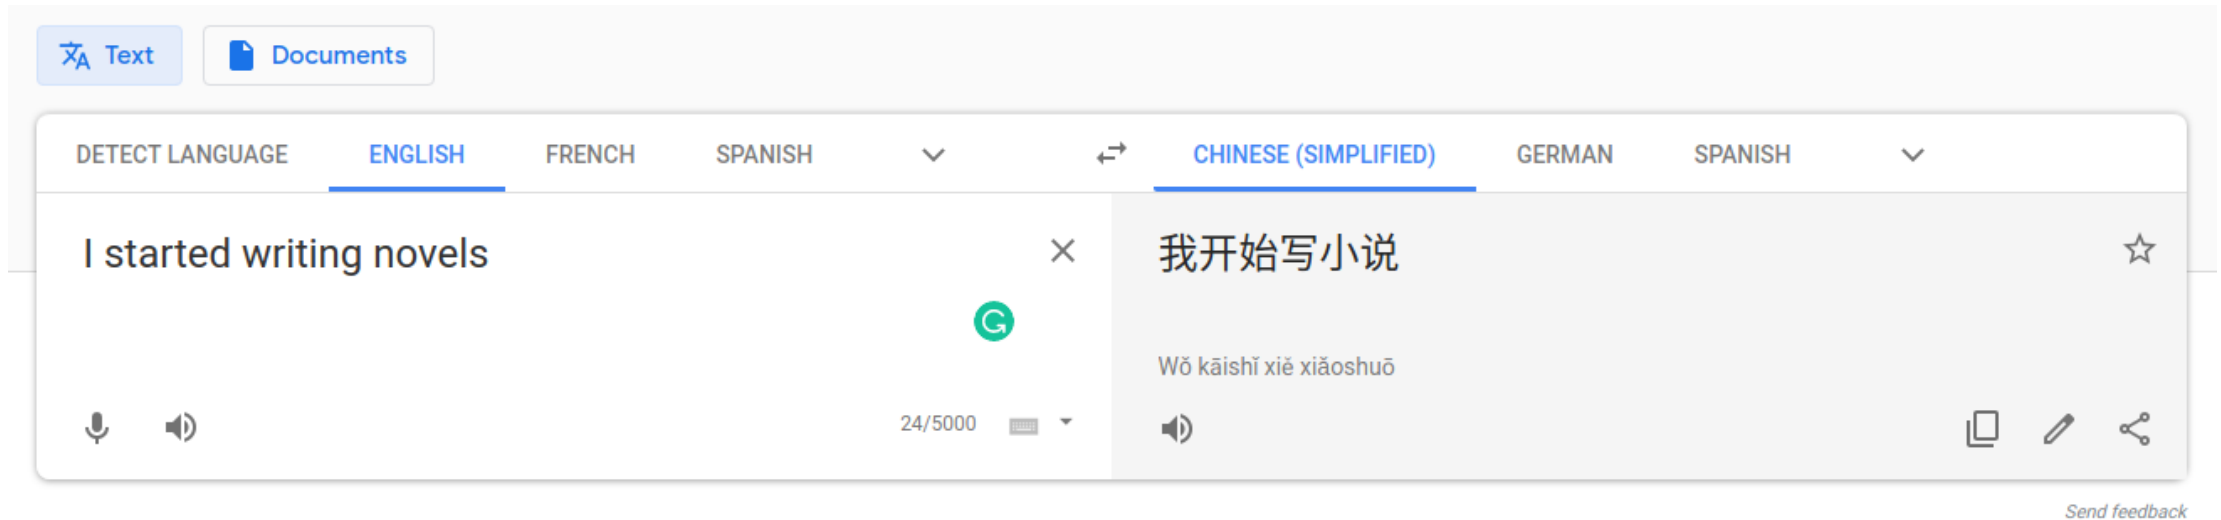 Text Documents
DETECT LANGUAGE ENGLISH FRENCH SPANISH CHINESE (SIMPLIFIED) GERMAN SPANISH
I started writing novels
我开始写小说
Wǒ kāishǐ xiě xiǎoshuō
24/5000
Send feedback